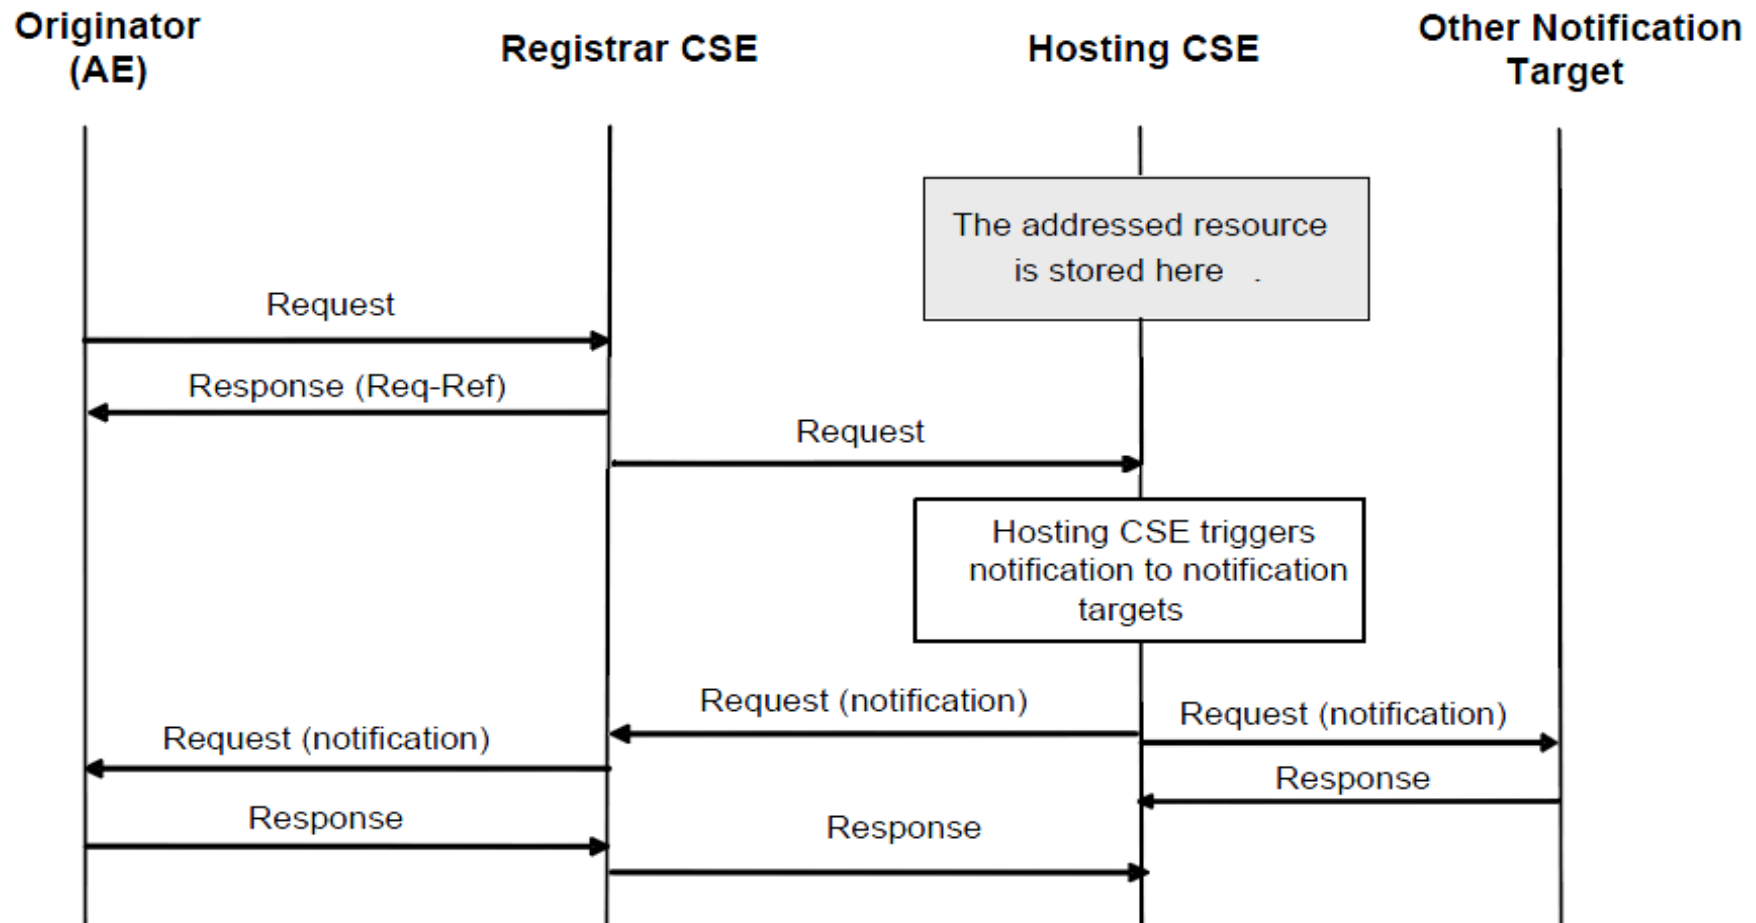 Originator
(AE)
Registrar CSE
Hosting CSE
Other Notification
Target
The addressed resource
is stored here .
Request
Response (Req-Ref)
Request
Hosting CSE triggers
notification to notification
targets
Request (notification)
Request (notification)
Request (notification)
Response
Response
Response